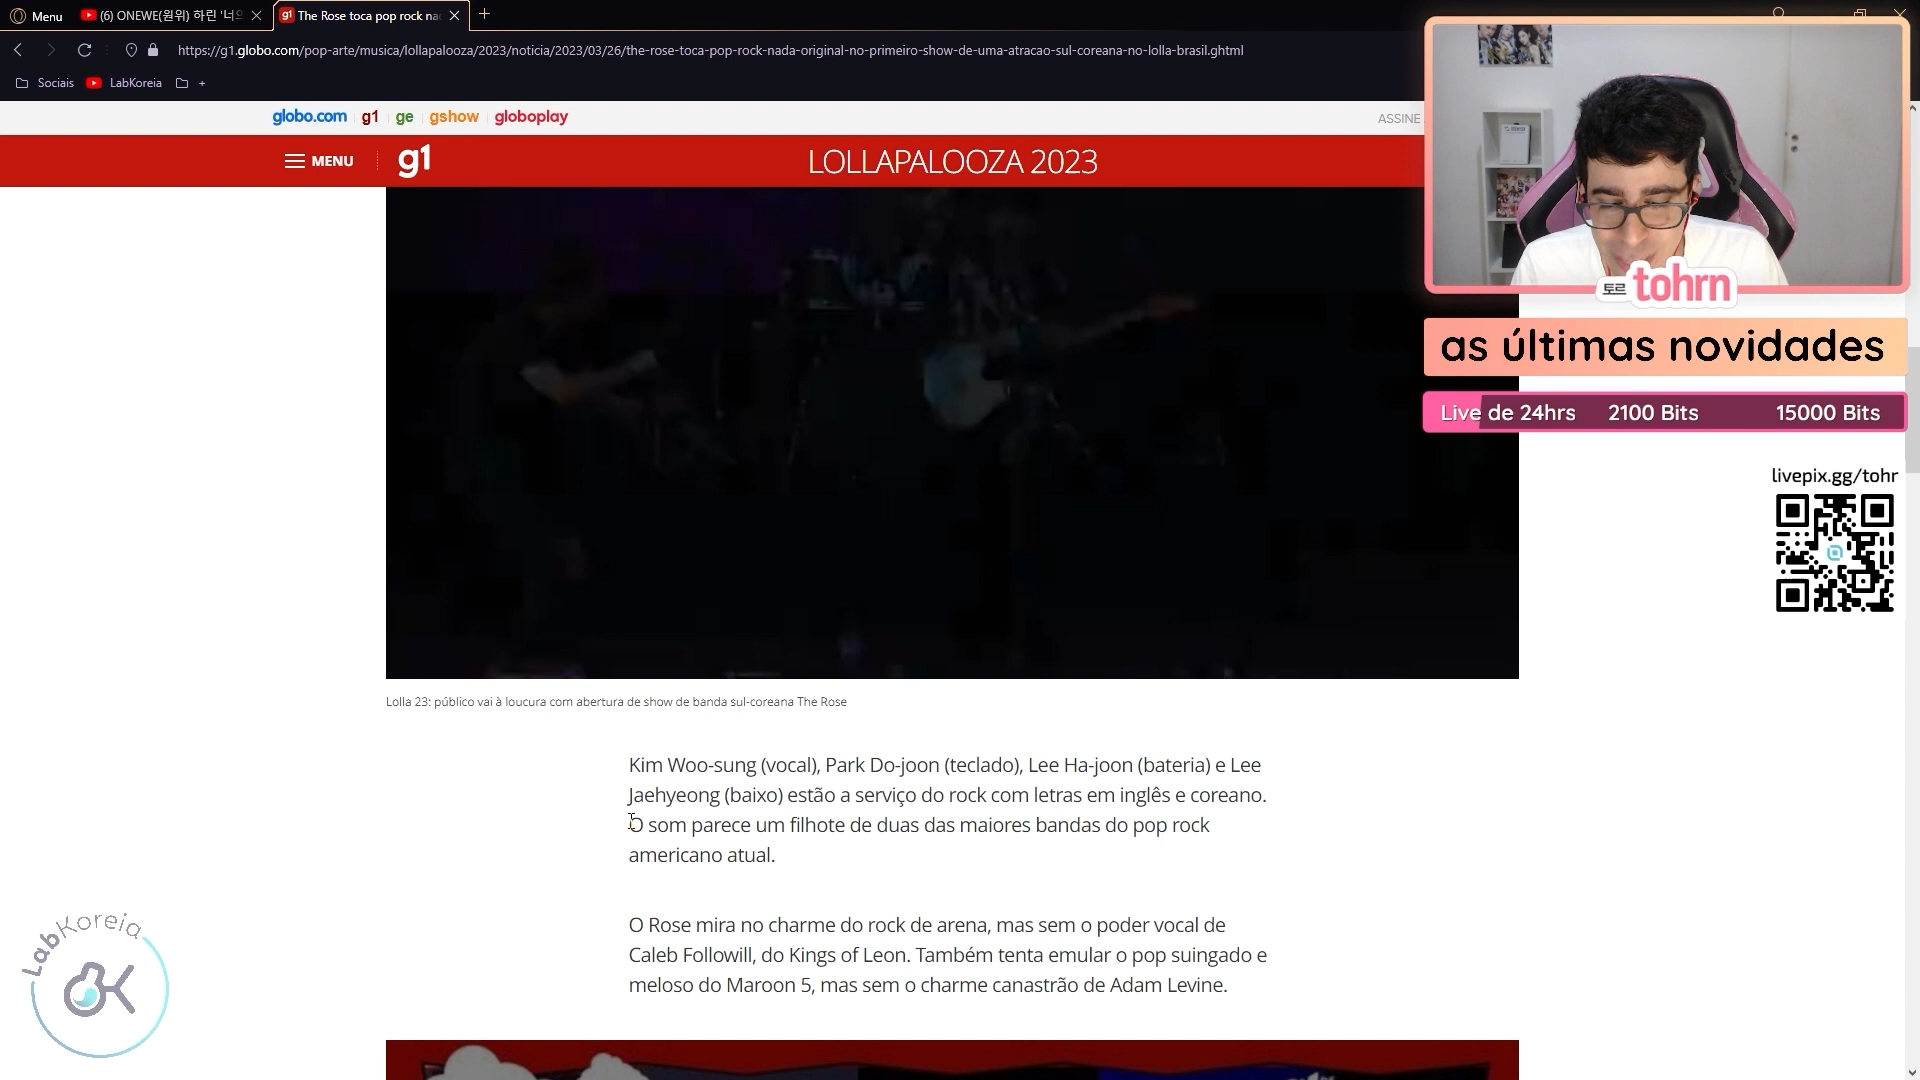 Menu
(6) ONEWE(원위) 하린 '너의
The Rose toca pop rock na
https://g1.globo.com/pop-arte/musica/lollapalooza/2023/noticia/2023/03/26/the-rose-toca-pop-rock-nada-original-no-primeiro-show-de-uma-atracao-sul-coreana-no-lolla-brasil.ghtml
Sociais LabKoreia +
globo.com g1 ge gshow globoplay ASSINE
MENU g1 LOLLAPALOOZA 2023
토르 tohrn
as últimas novidades
Live de 24hrs 2100 Bits 15000 Bits
livepix.gg/tohr
Lolla 23: público vai à loucura com abertura de show de banda sul-coreana The Rose
Kim Woo-sung (vocal), Park Do-joon (teclado), Lee Ha-joon (bateria) e Lee
Jaehyeong (baixo) estão a serviço do rock com letras em inglês e coreano.
O som parece um filhote de duas das maiores bandas do pop rock
americano atual.
O Rose mira no charme do rock de arena, mas sem o poder vocal de
Caleb Followill, do Kings of Leon. Também tenta emular o pop suingado e
meloso do Maroon 5, mas sem o charme canastrão de Adam Levine.
LabKoreia